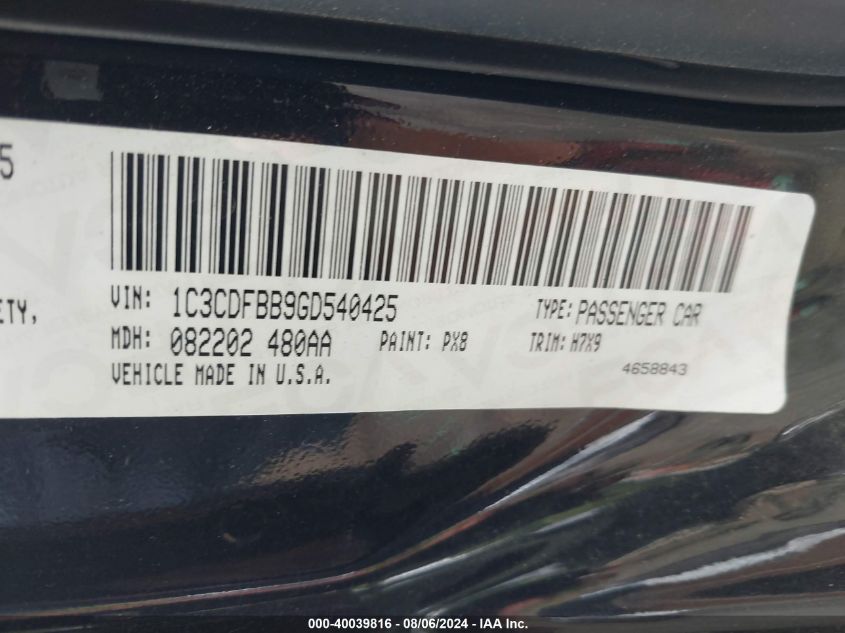 5
ETY,
VIN: 1C3CDFBB9GD540425 TYPE: PASSENGER CAR
MDH: 082202 480AA PAINT: PX8 TRIM: H7X9
VEHICLE MADE IN U.S.A. 4658843
000-40039816 - 08/06/2024 - IAA Inc.